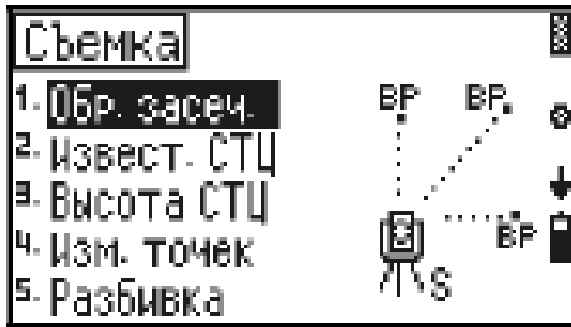 Съемка
1. Обр. засеч.
2. Извест. СТЦ
3. Высота СТЦ
4. Изм. точек
5. Разбивка
BP BP
BP
S